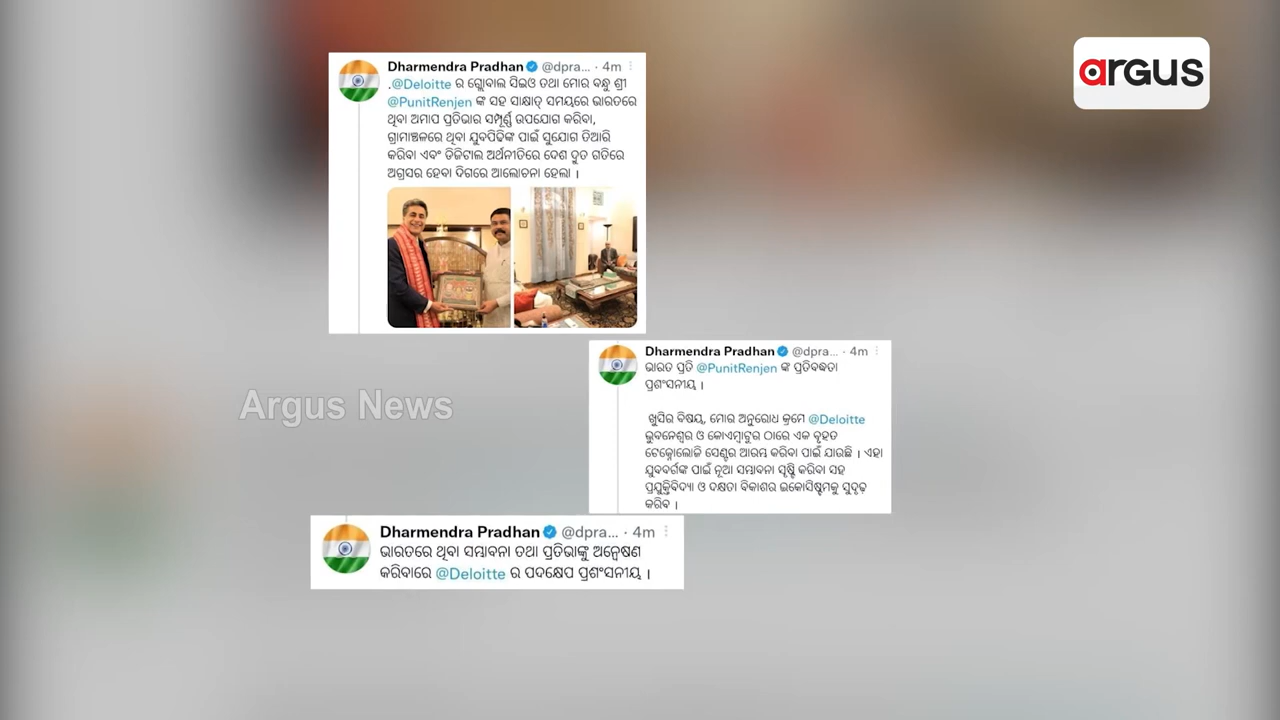 argus
Dharmendra Pradhan @dpra... · 4m
.@Deloitte ର ଗ୍ଲୋବାଲ ସିଇଓ ତଥା ମୋର ବନ୍ଧୁ ଶ୍ରୀ
@PunitRenjen ଙ୍କ ସହ ସାକ୍ଷାତ୍ ସମୟରେ ଭାରତରେ
ଥିବା ଅମାପ ପ୍ରତିଭାର ସମ୍ପୂର୍ଣ୍ଣ ଉପଯୋଗ କରିବା,
ଗ୍ରାମାଞ୍ଚଳରେ ଥିବା ଯୁବପିଢ଼ିଙ୍କ ପାଇଁ ସୁଯୋଗ ତିଆରି
କରିବା ଏବଂ ଡିଜିଟାଲ ଅର୍ଥନୀତିରେ ଦେଶ ଦ୍ରୁତ ଗତିରେ
ଅଗ୍ରସର ହେବା ଦିଗରେ ଆଲୋଚନା ହେଲା ।
Dharmendra Pradhan @dpra... · 4m
ଭାରତ ପ୍ରତି @PunitRenjen ଙ୍କ ପ୍ରତିବଦ୍ଧତା
ପ୍ରଶଂସନୀୟ ।
ଖୁସିର ବିଷୟ, ମୋର ଅନୁରୋଧ କ୍ରମେ @Deloitte
ଭୁବନେଶ୍ୱର ଓ କୋଏମ୍ବାଟୁର ଠାରେ ଏକ ବୃହତ
ଟେକ୍ନୋଲୋଜି ସେଣ୍ଟର ଆରମ୍ଭ କରିବା ପାଇଁ ଯାଉଛି । ଏହା
ଯୁବବର୍ଗଙ୍କ ପାଇଁ ନୂଆ ସମ୍ଭାବନା ସୃଷ୍ଟି କରିବା ସହ
ପ୍ରଯୁକ୍ତିବିଦ୍ୟା ଓ ଦକ୍ଷତା ବିକାଶର ଇକୋସିଷ୍ଟମକୁ ସୁଦୃଢ଼
କରିବ ।
Argus News
Dharmendra Pradhan @dpra... · 4m
ଭାରତରେ ଥିବା ସମ୍ଭାବନା ତଥା ପ୍ରତିଭାଙ୍କୁ ଅନ୍ୱେଷଣ
କରିବାରେ @Deloitte ର ପଦକ୍ଷେପ ପ୍ରଶଂସନୀୟ ।